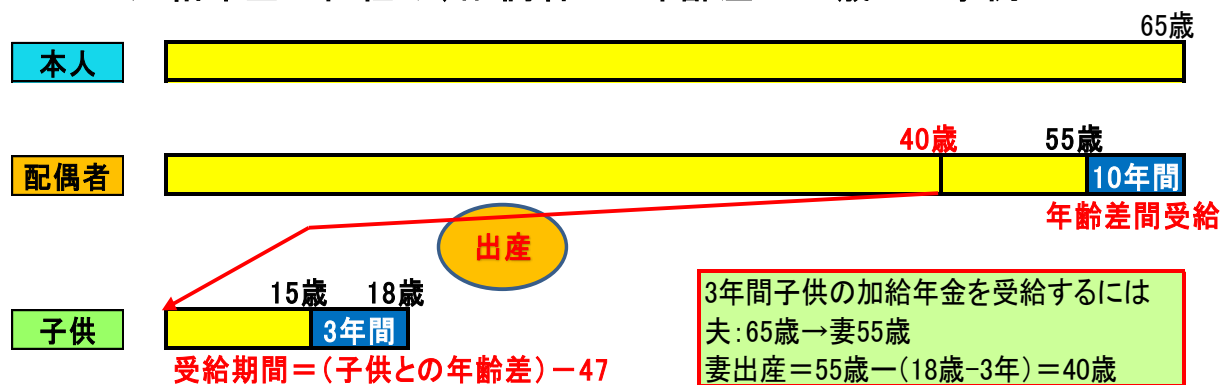 65歳
本人
40歳 55歳
配偶者
10年間
年齢差間受給
出産
15歳 18歳
子供
3年間
受給期間＝(子供との年齢差)－47
3年間子供の加給年金を受給するには
夫：65歳→妻55歳
妻出産＝55歳ー(18歳-3年)＝40歳